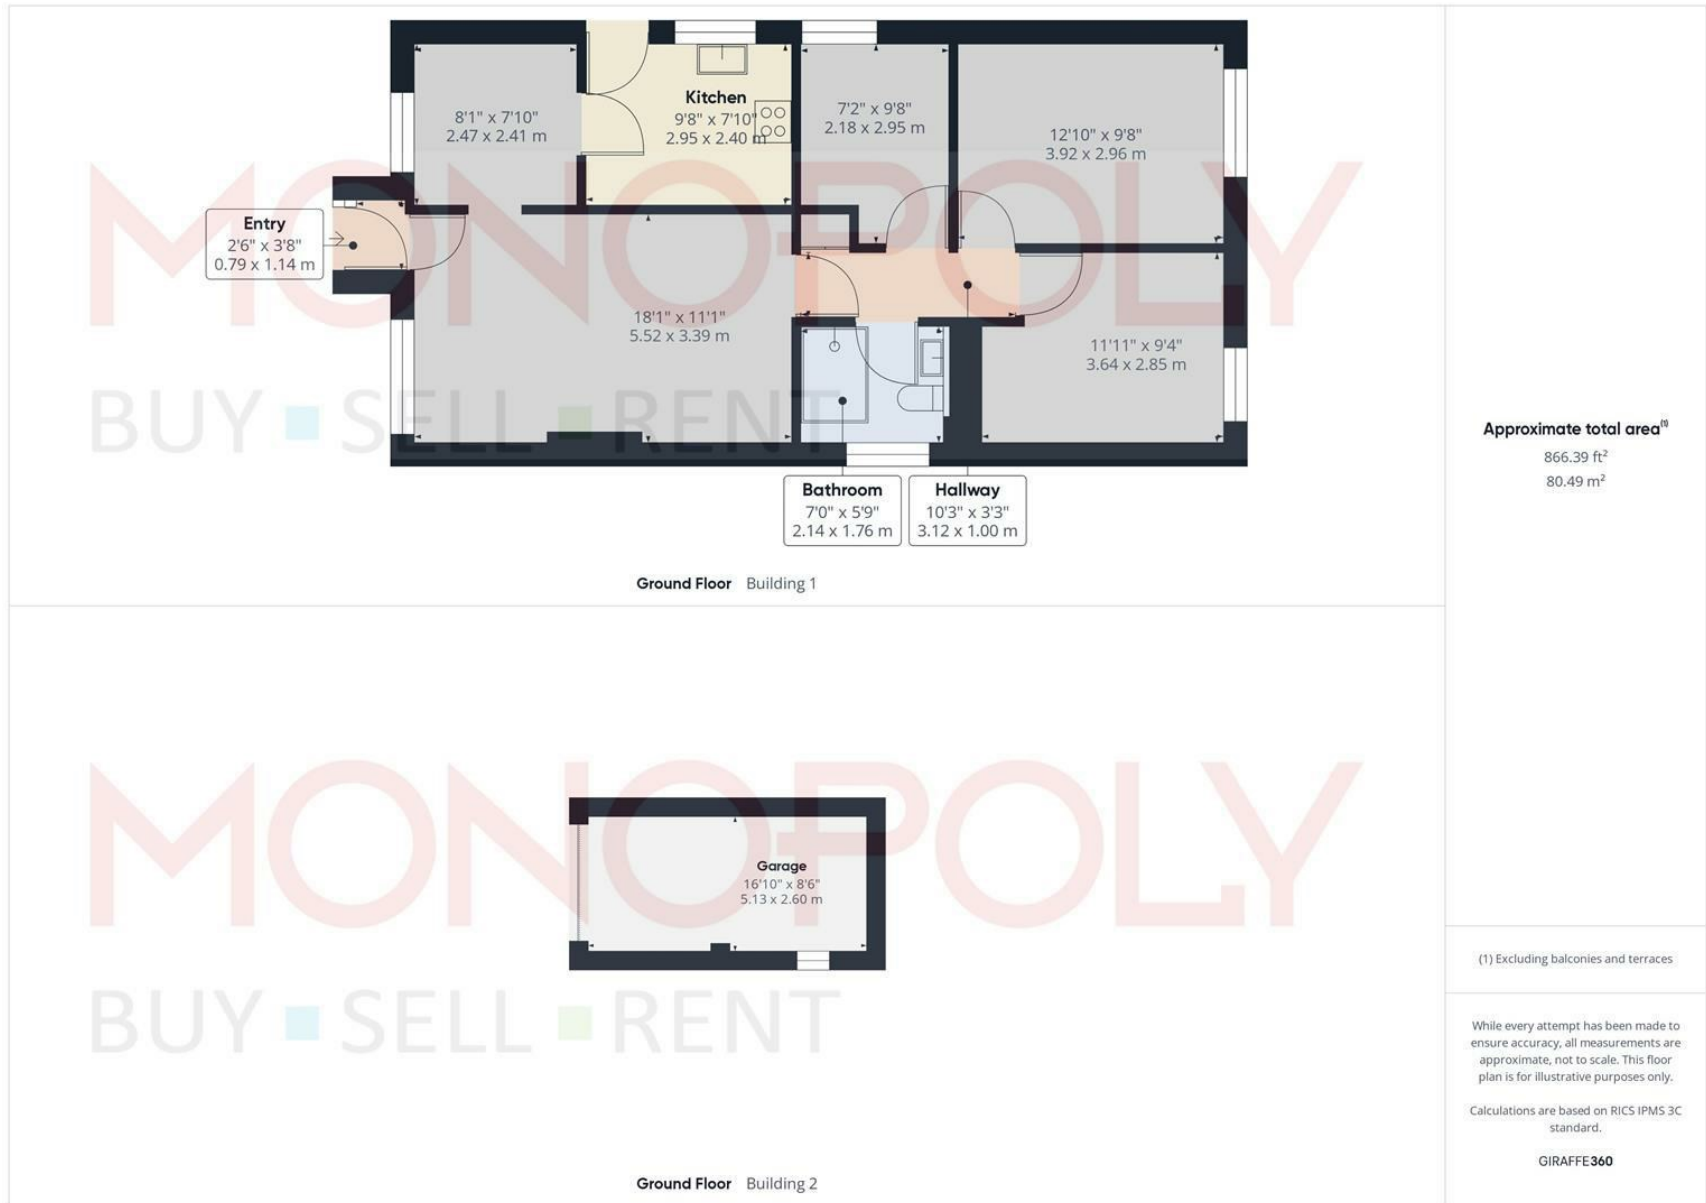 8'1" x 7'10"
2.47 x 2.41 m
Kitchen
9'8" x 7'10"
2.95 x 2.40 m
7'2" x 9'8"
2.18 x 2.95 m
12'10" x 9'8"
3.92 x 2.96 m
MONOPOLY
Entry
2'6" x 3'8"
0.79 x 1.14 m
18'1" x 11'1"
5.52 x 3.39 m
11'11" x 9'4"
3.64 x 2.85 m
BUY SELL RENT
Bathroom
7'0" x 5'9"
2.14 x 1.76 m
Hallway
10'3" x 3'3"
3.12 x 1.00 m
Ground Floor Building 1
MONOPOLY
Garage
16'10" x 8'6"
5.13 x 2.60 m
BUY SELL RENT
Ground Floor Building 2
Approximate total area(1)
866.39 ft²
80.49 m²
(1) Excluding balconies and terraces
While every attempt has been made to
ensure accuracy, all measurements are
approximate, not to scale. This floor
plan is for illustrative purposes only.
Calculations are based on RICS IPMS 3C
standard.
GIRAFFE360